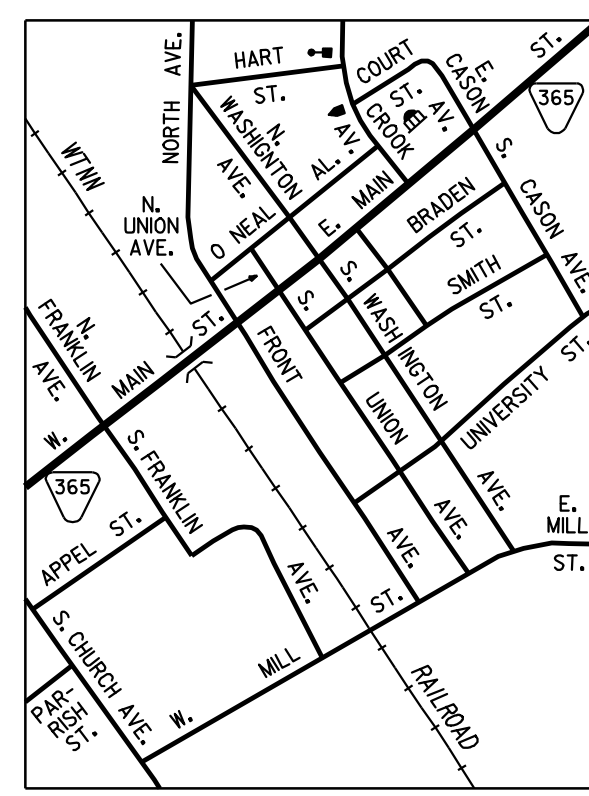 NORTH AVE.
HART ST.
COURT ST.
E. CASON AV.
ST.
365
WASHIGNTON
N.
AVE.
CROOK AV.
O NEAL AL.
E. MAIN
S. CASON AVE.
BRADEN ST.
SMITH ST.
WTNN
N.
UNION
AVE.
N.
FRANKLIN
AVE.
W. MAIN ST.
S. WASH
INGTON
AVE.
S. UNION AVE.
FRONT AVE.
UNIVERSITY ST.
365
S. FRANKLIN
AVE.
APPEL ST.
E.
MILL
ST.
S. CHURCH AVE.
PAR-
RISH
ST.
W. MILL ST.
RAILROAD